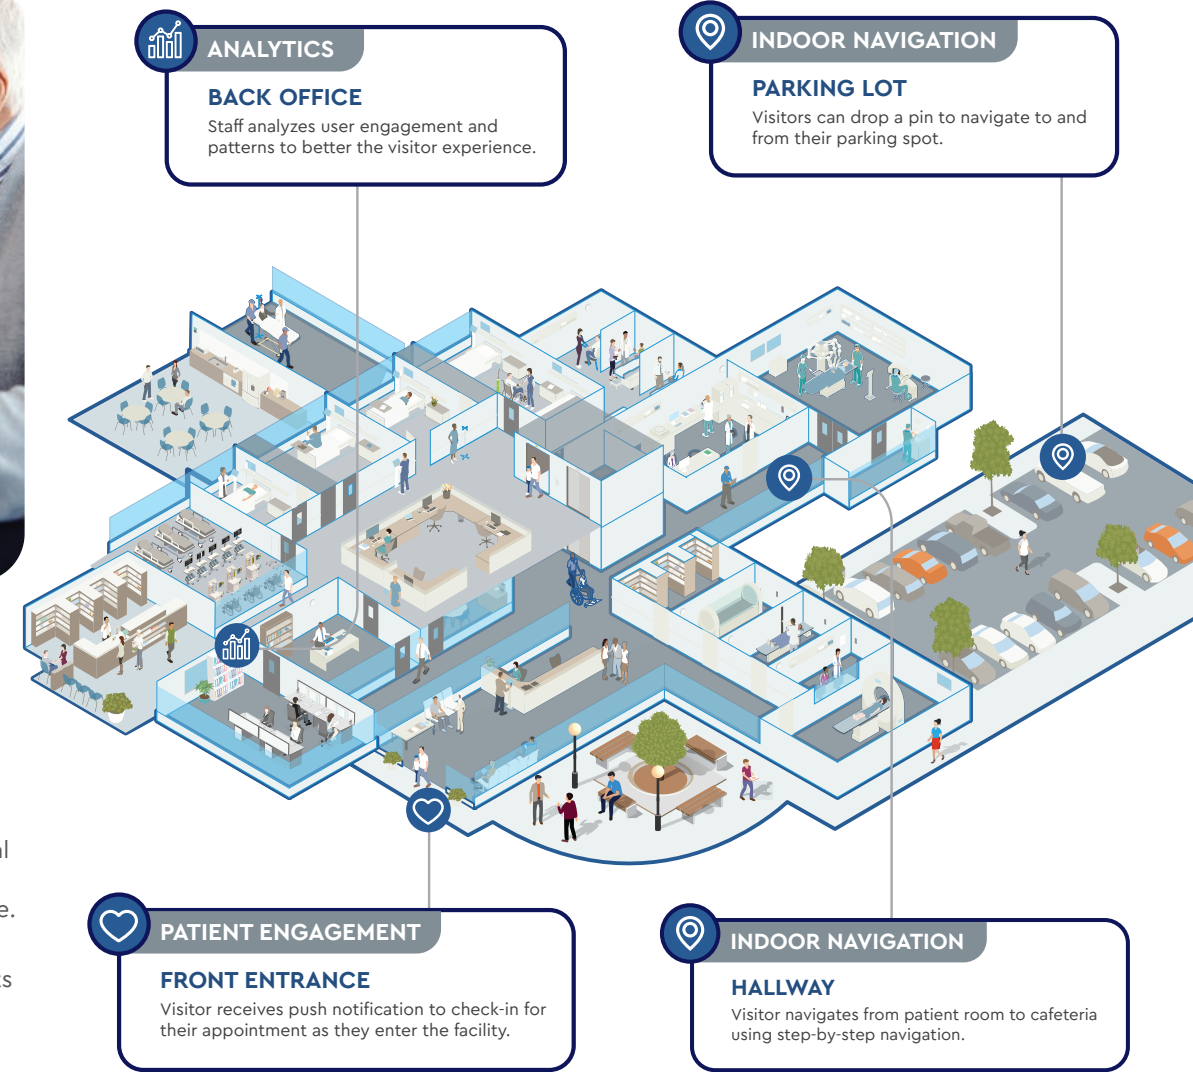 ANALYTICS
BACK OFFICE
Staff analyzes user engagement and
patterns to better the visitor experience.
INDOOR NAVIGATION
PARKING LOT
Visitors can drop a pin to navigate to and
from their parking spot.
PATIENT ENGAGEMENT
FRONT ENTRANCE
Visitor receives push notification to check-in for
their appointment as they enter the facility.
INDOOR NAVIGATION
HALLWAY
Visitor navigates from patient room to cafeteria
using step-by-step navigation.